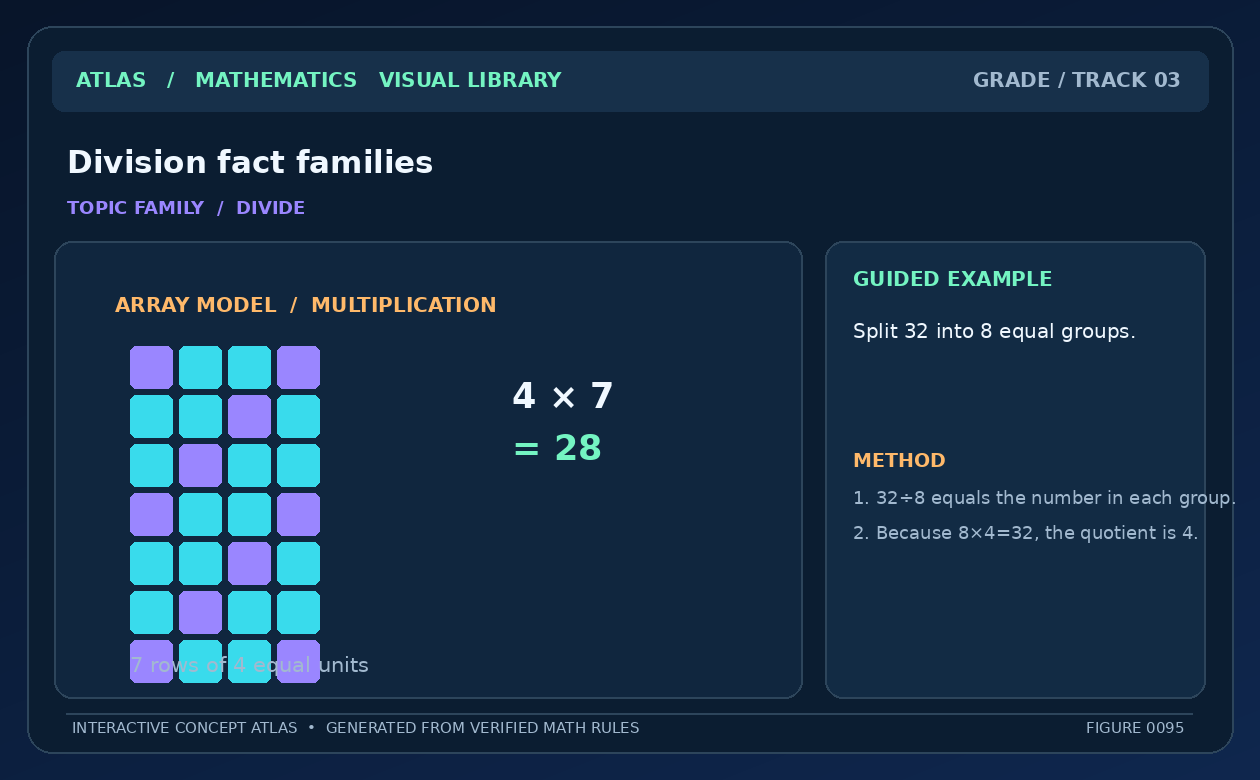 ATLAS / MATHEMATICS VISUAL LIBRARY
GRADE / TRACK 03
Division fact families
TOPIC FAMILY / DIVIDE
ARRAY MODEL / MULTIPLICATION
4 × 7
= 28
7 rows of 4 equal units
GUIDED EXAMPLE
Split 32 into 8 equal groups.
METHOD
1. 32÷8 equals the number in each group.
2. Because 8×4=32, the quotient is 4.
INTERACTIVE CONCEPT ATLAS • GENERATED FROM VERIFIED MATH RULES
FIGURE 0095